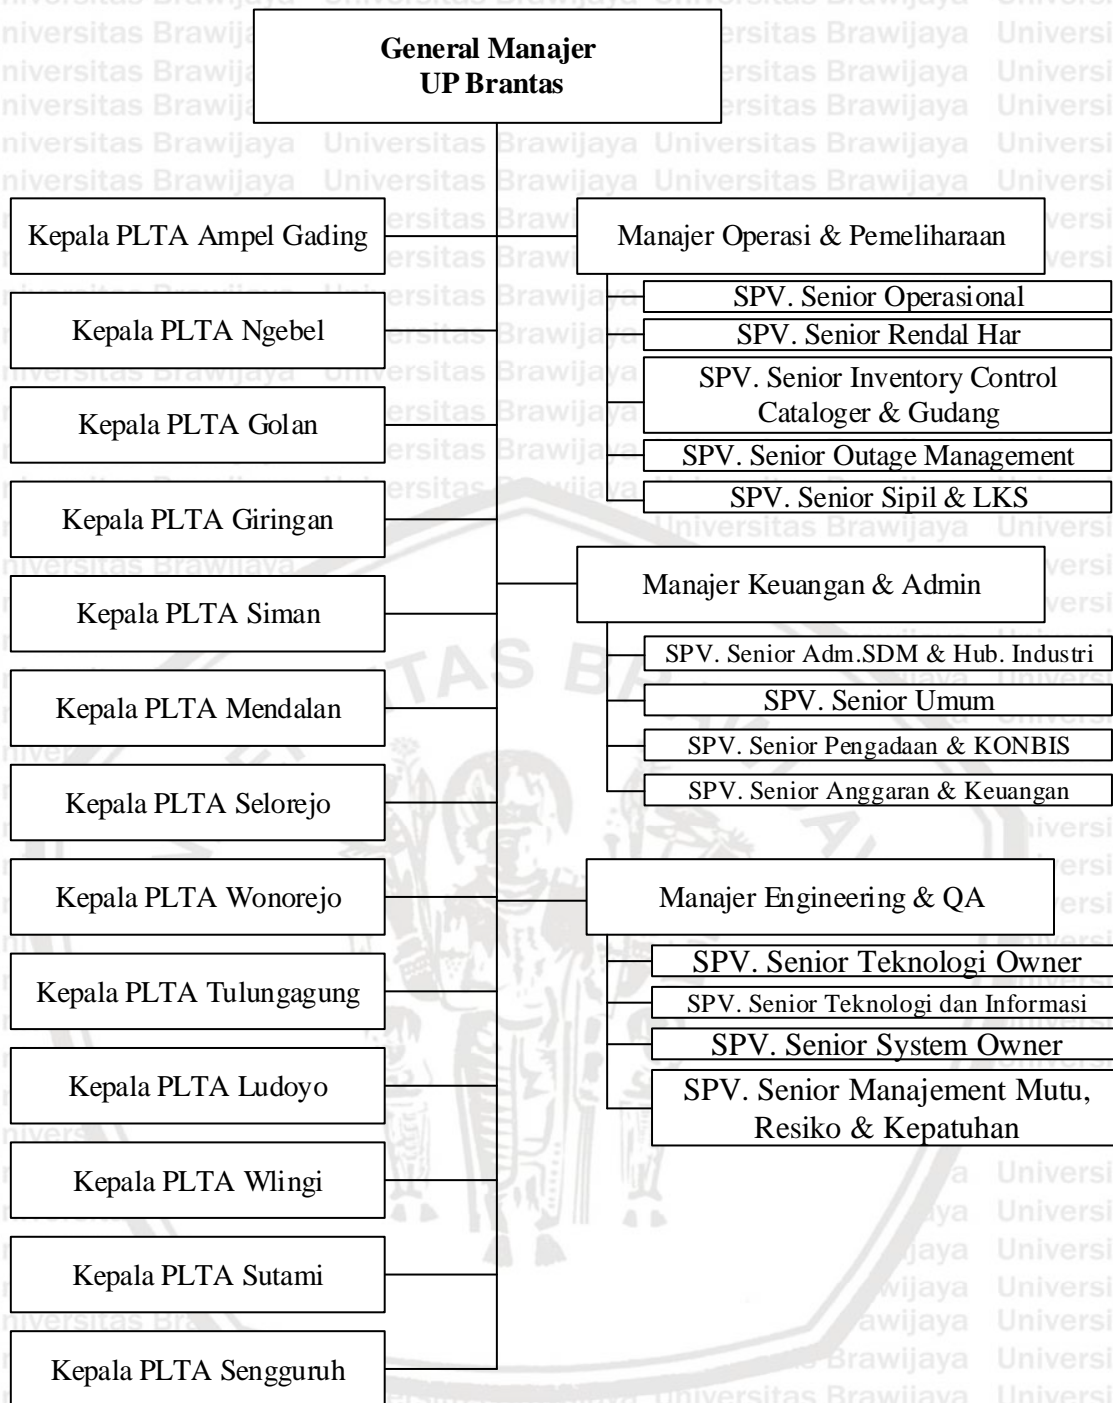 General Manajer
UP Brantas
Kepala PLTA Ampel Gading
Kepala PLTA Ngebel
Kepala PLTA Golan
Kepala PLTA Giringan
Kepala PLTA Siman
Kepala PLTA Mendalan
Kepala PLTA Selorejo
Kepala PLTA Wonorejo
Kepala PLTA Tulungagung
Kepala PLTA Ludoyo
Kepala PLTA Wlingi
Kepala PLTA Sutami
Kepala PLTA Sengguruh
Manajer Operasi & Pemeliharaan
SPV. Senior Operasional
SPV. Senior Rendal Har
SPV. Senior Inventory Control
Cataloger & Gudang
SPV. Senior Outage Management
SPV. Senior Sipil & LKS
Manajer Keuangan & Admin
SPV. Senior Adm.SDM & Hub. Industri
SPV. Senior Umum
SPV. Senior Pengadaan & KONBIS
SPV. Senior Anggaran & Keuangan
Manajer Engineering & QA
SPV. Senior Teknologi Owner
SPV. Senior Teknologi dan Informasi
SPV. Senior System Owner
SPV. Senior Manajement Mutu,
Resiko & Kepatuhan